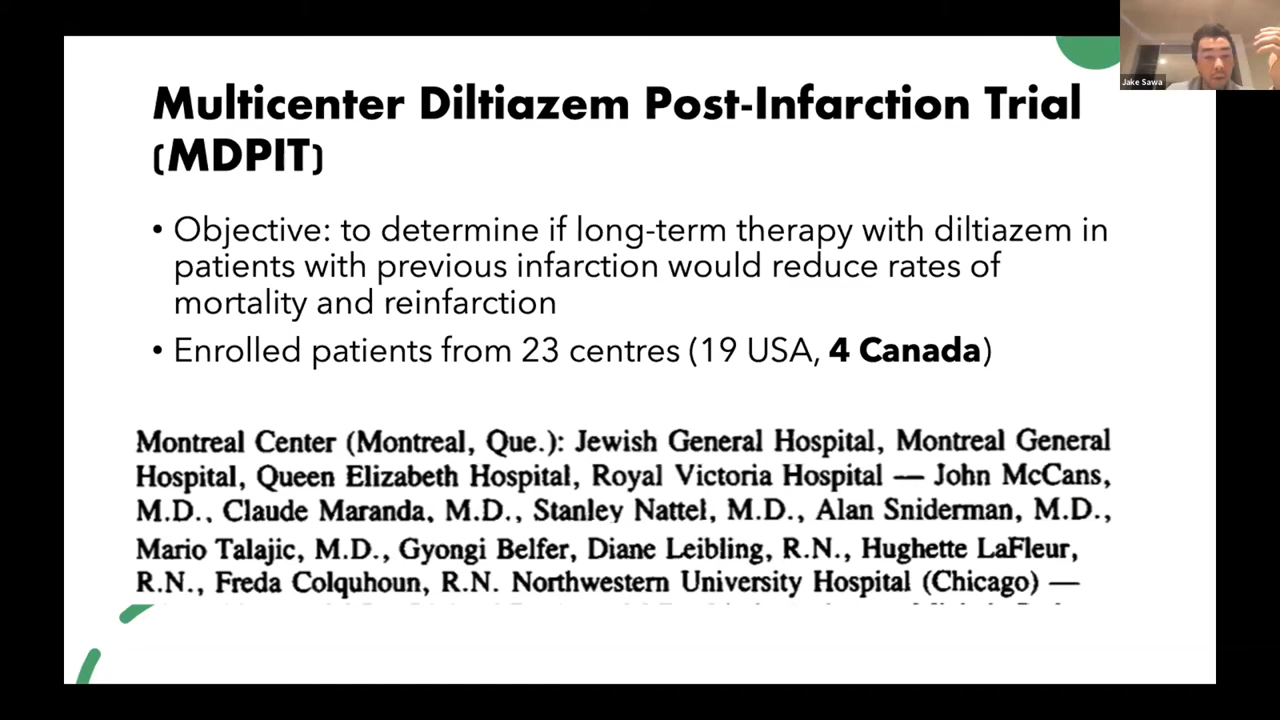 Multicenter Diltiazem Post-Infarction Trial
(MDPIT)
• Objective: to determine if long-term therapy with diltiazem in
patients with previous infarction would reduce rates of
mortality and reinfarction
• Enrolled patients from 23 centres (19 USA, 4 Canada)
Montreal Center (Montreal, Que.): Jewish General Hospital, Montreal General
Hospital, Queen Elizabeth Hospital, Royal Victoria Hospital — John McCans,
M.D., Claude Maranda, M.D., Stanley Nattel, M.D., Alan Sniderman, M.D.,
Mario Talajic, M.D., Gyongi Belfer, Diane Leibling, R.N., Hughette LaFleur,
R.N., Freda Colquhoun, R.N. Northwestern University Hospital (Chicago) —
Jake Sawa